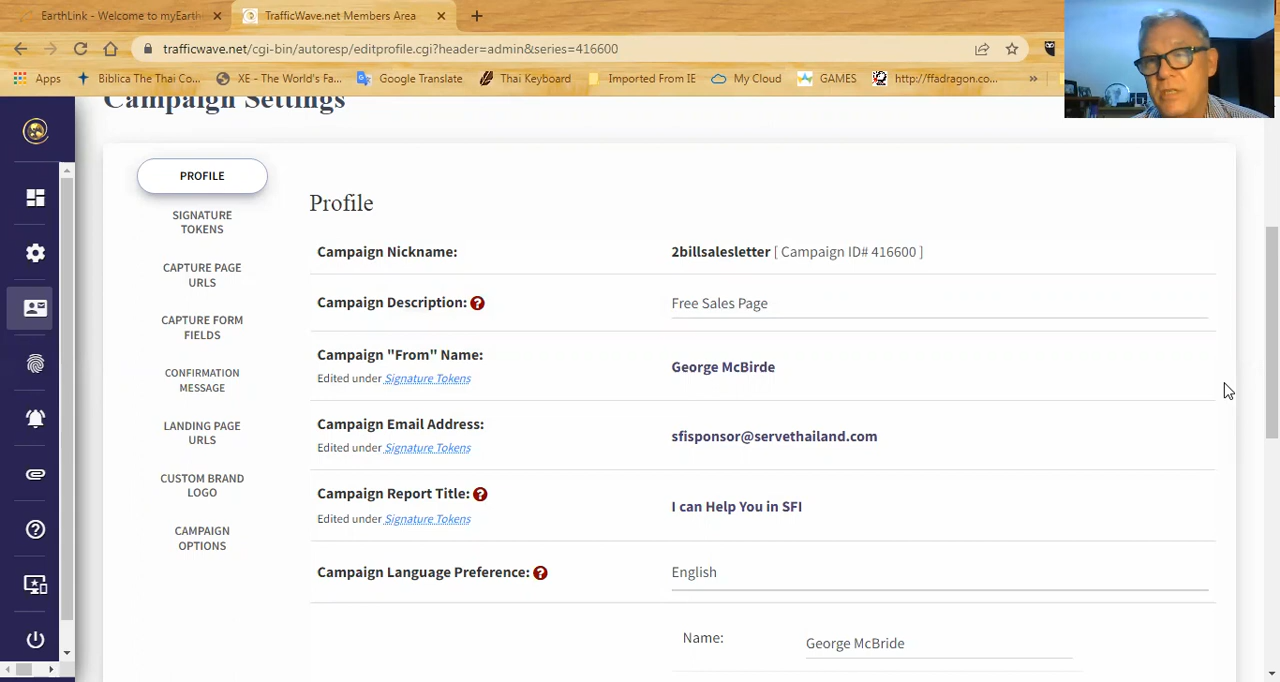 EarthLink - Welcome to myEarth
TrafficWave.net Members Area
trafficwave.net/cgi-bin/autoresp/editprofile.cgi?header=admin&series=416600
Apps
Biblica The Thai Co...
XE - The World's Fa...
Google Translate
Thai Keyboard
Imported From IE
My Cloud
GAMES
http://ffadragon.co...
Campaign Settings
PROFILE
SIGNATURE
TOKENS
CAPTURE PAGE
URLS
CAPTURE FORM
FIELDS
CONFIRMATION
MESSAGE
LANDING PAGE
URLS
CUSTOM BRAND
LOGO
CAMPAIGN
OPTIONS
Profile
Campaign Nickname:
2billsalesletter [ Campaign ID# 416600 ]
Campaign Description:
Free Sales Page
Campaign "From" Name:
Edited under Signature Tokens
George McBirde
Campaign Email Address:
Edited under Signature Tokens
sfisponsor@servethailand.com
Campaign Report Title:
Edited under Signature Tokens
I can Help You in SFI
Campaign Language Preference:
English
Name:
George McBride